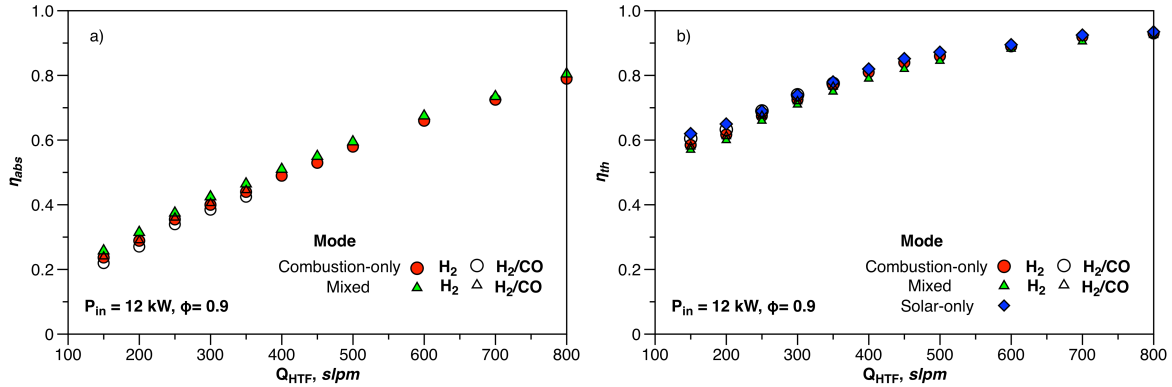 a)
1.0
0.8
0.6
0.4
0.2
0
η_abs
Mode
Combustion-only H₂ H₂/CO
Mixed H₂ H₂/CO
P_in = 12 kW, ϕ= 0.9
100 200 300 400 500 600 700 800
Q_HTF, slpm
b)
1.0
0.8
0.6
0.4
0.2
0
η_th
Mode
Combustion-only H₂ H₂/CO
Mixed H₂ H₂/CO
Solar-only
P_in = 12 kW, ϕ= 0.9
100 200 300 400 500 600 700 800
Q_HTF, slpm